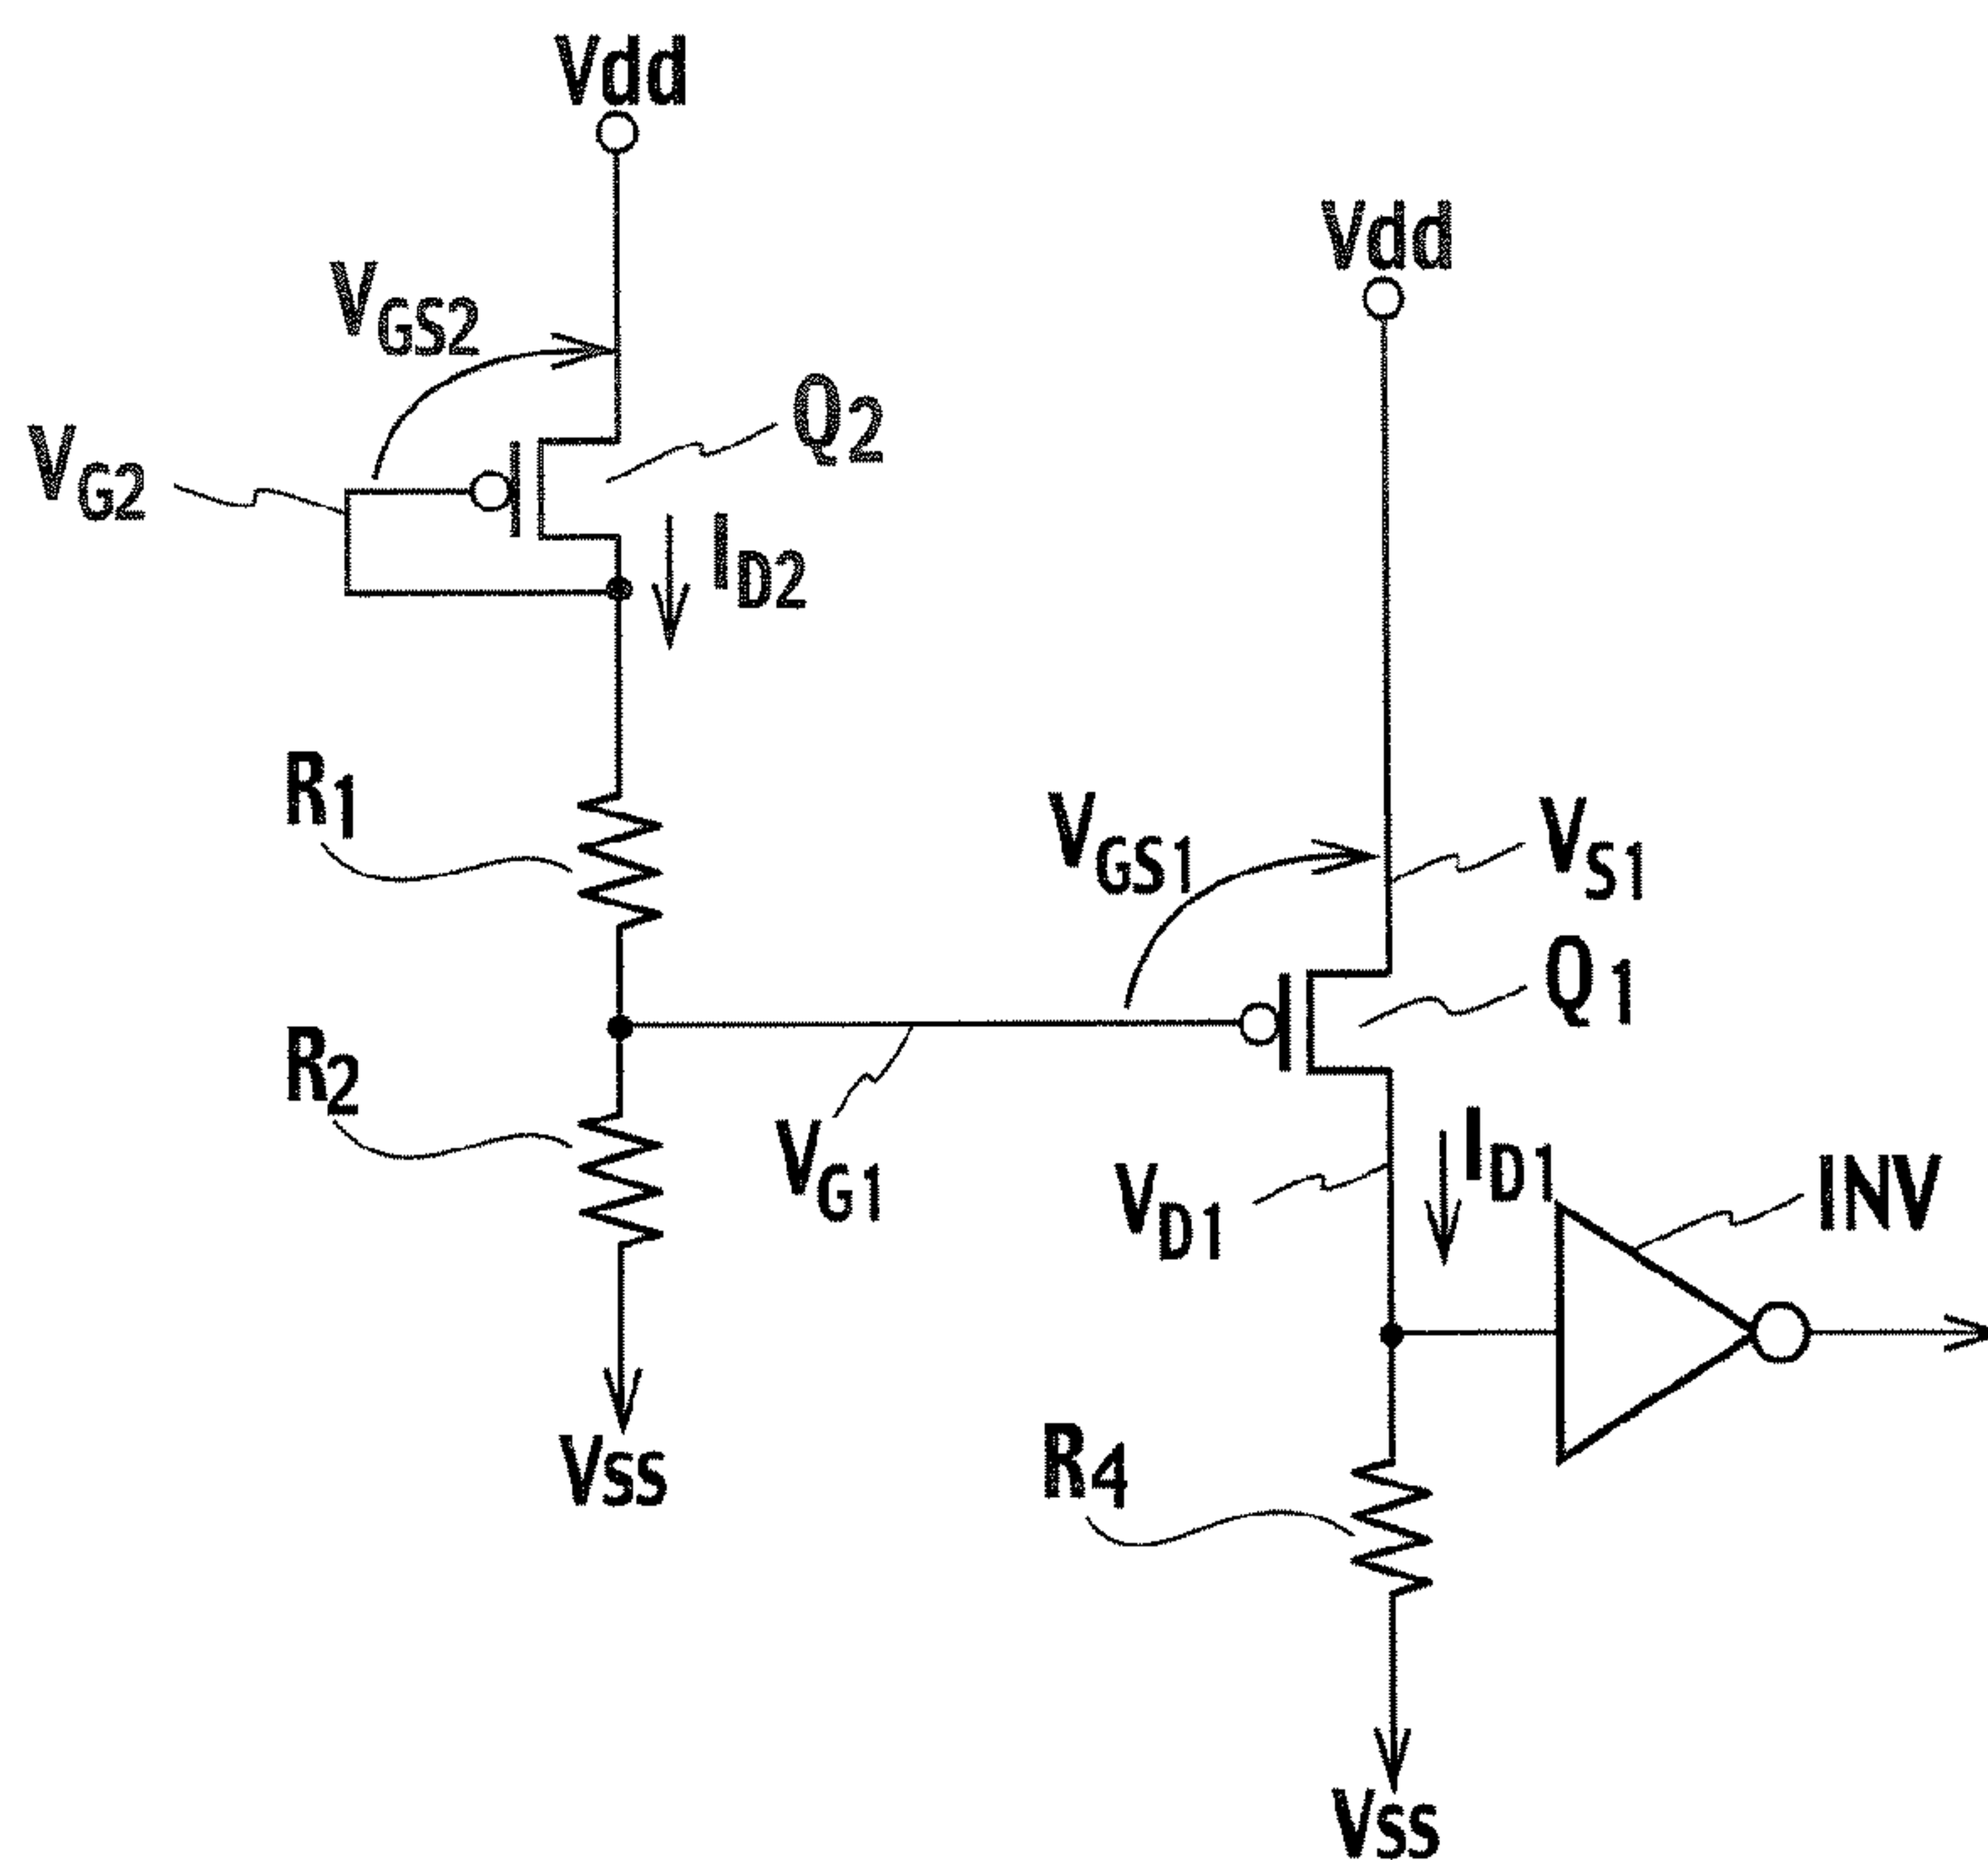 Vdd
Vdd
VGS2
Q2
VG2
ID2
R1
VGS1
VS1
Q1
R2
VG1
VD1
ID1
INV
R4
VSS
VSS